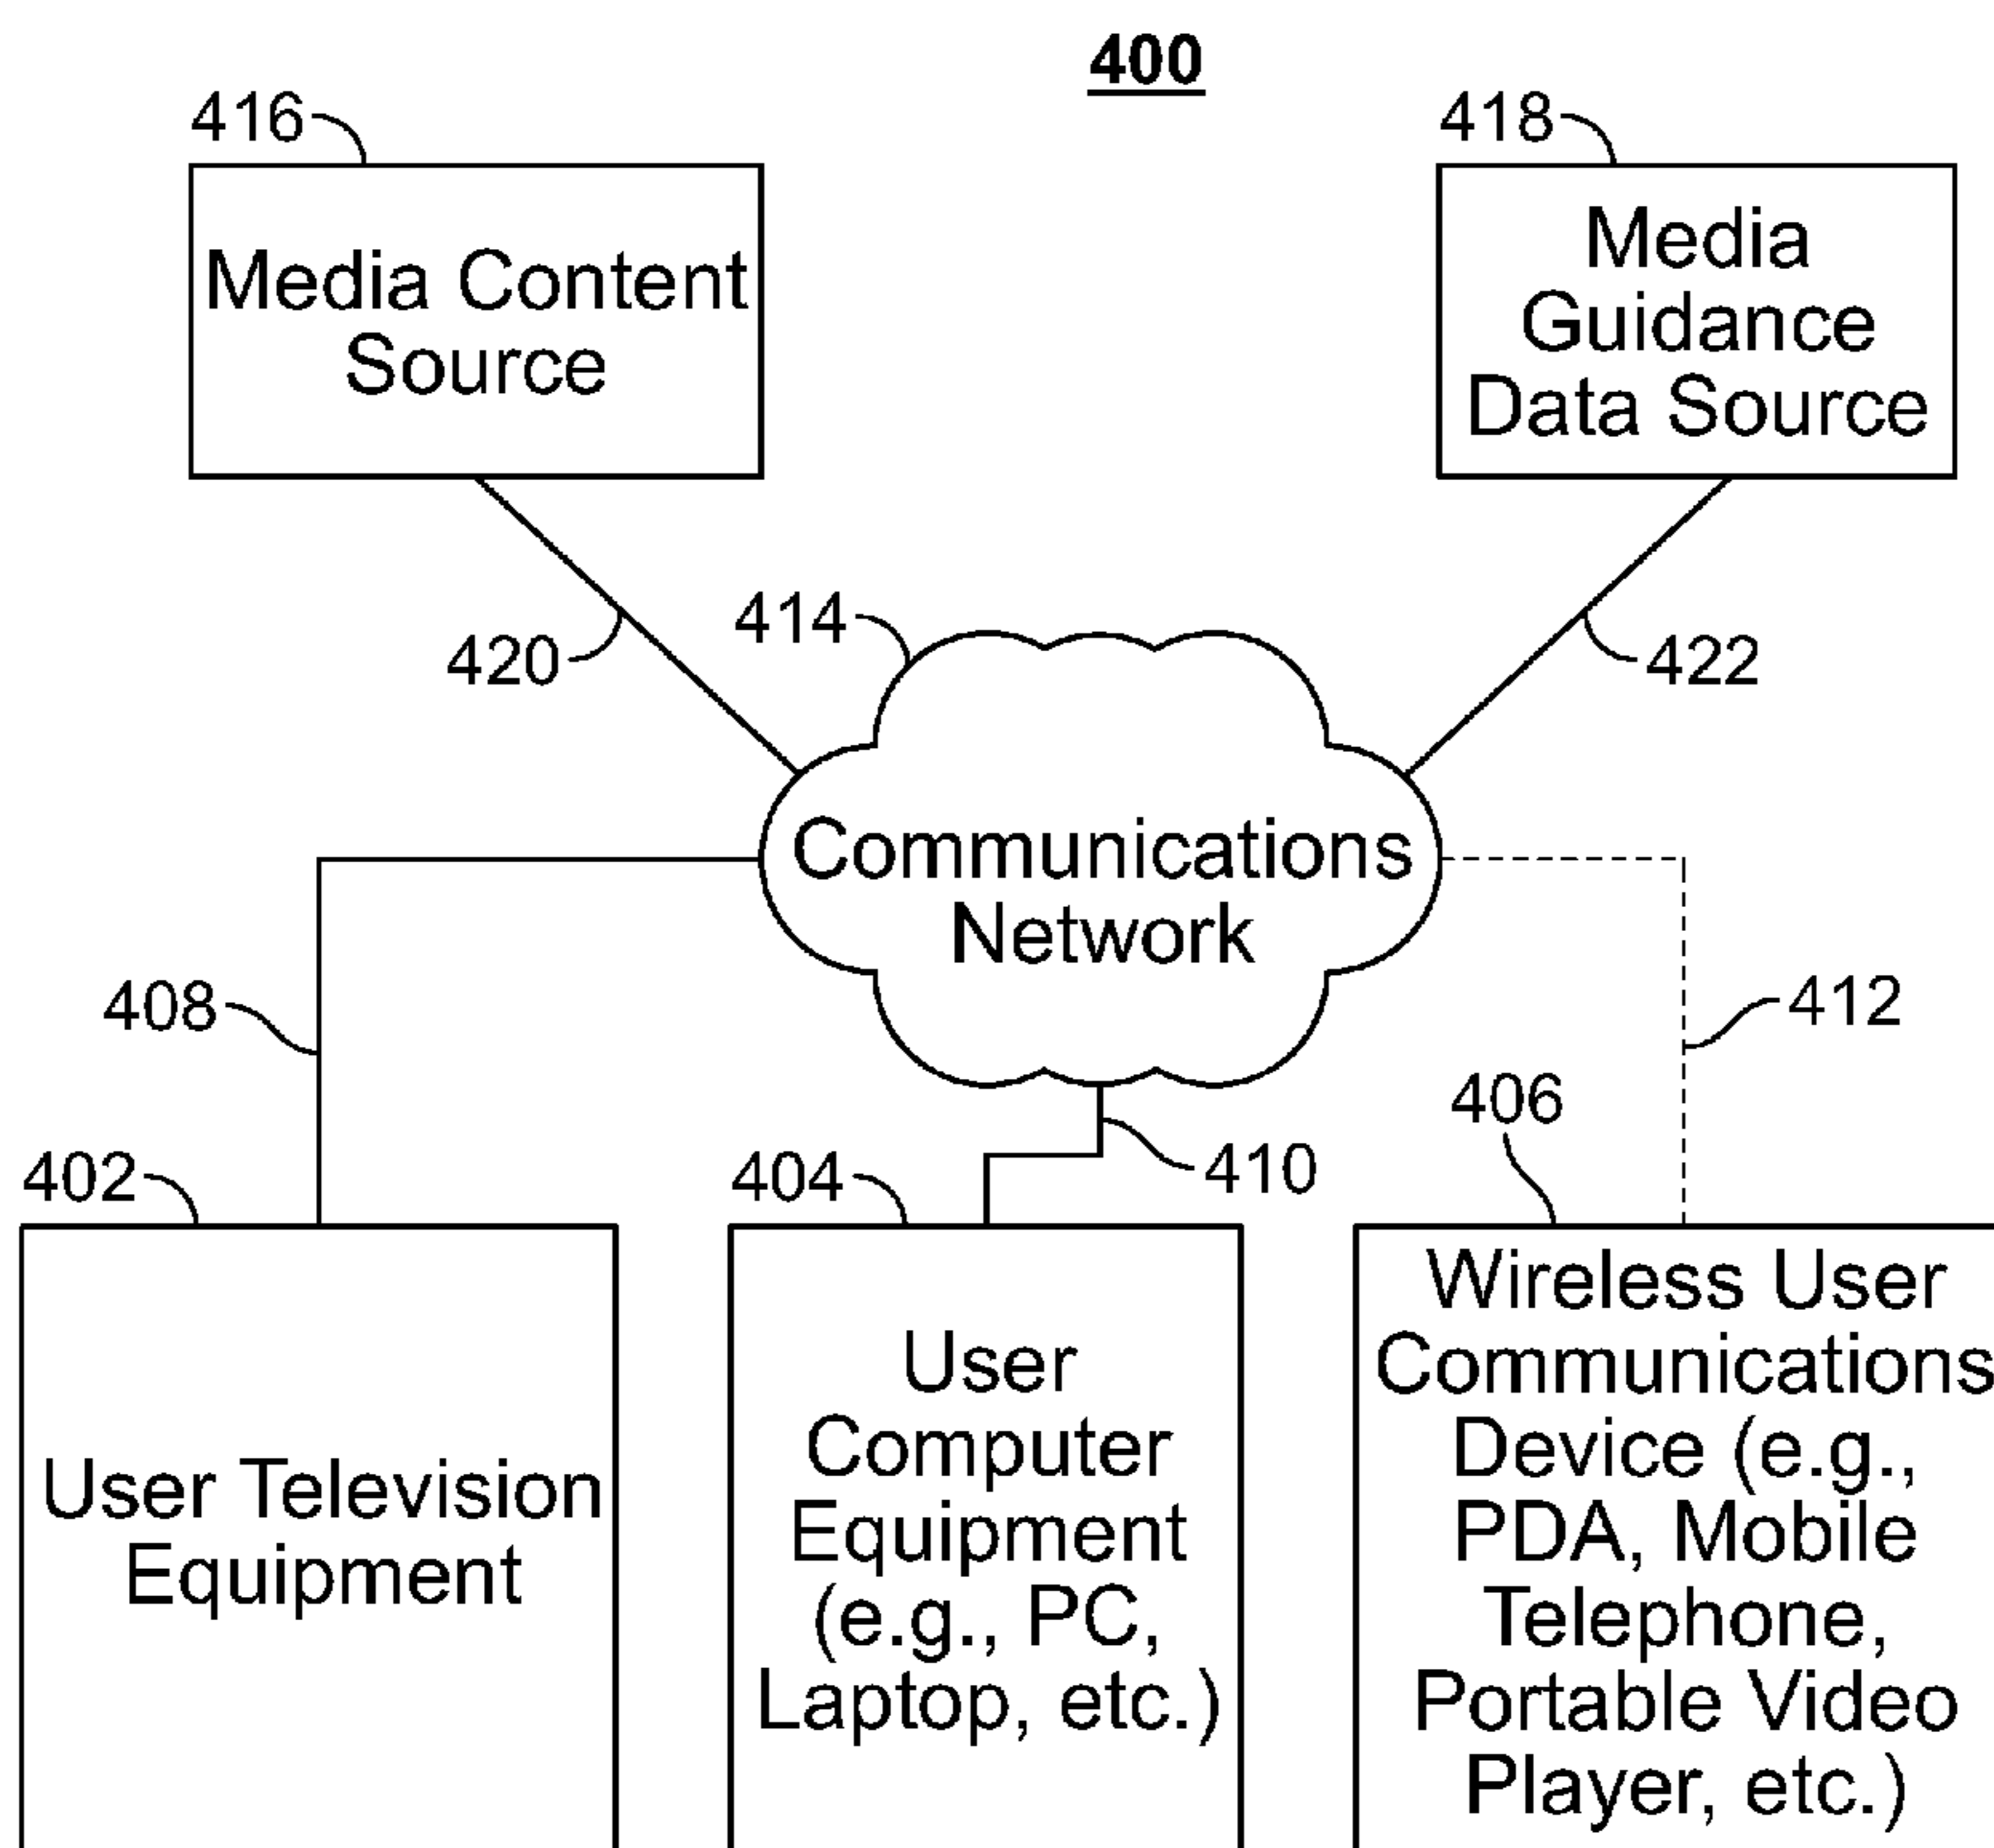 400
416
418
Media Content
Source
Media
Guidance
Data Source
414
420
422
Communications
Network
408
412
406
402
404
410
User Television
Equipment
User
Computer
Equipment
(e.g., PC,
Laptop, etc.)
Wireless User
Communications
Device (e.g.,
PDA, Mobile
Telephone,
Portable Video
Player, etc.)